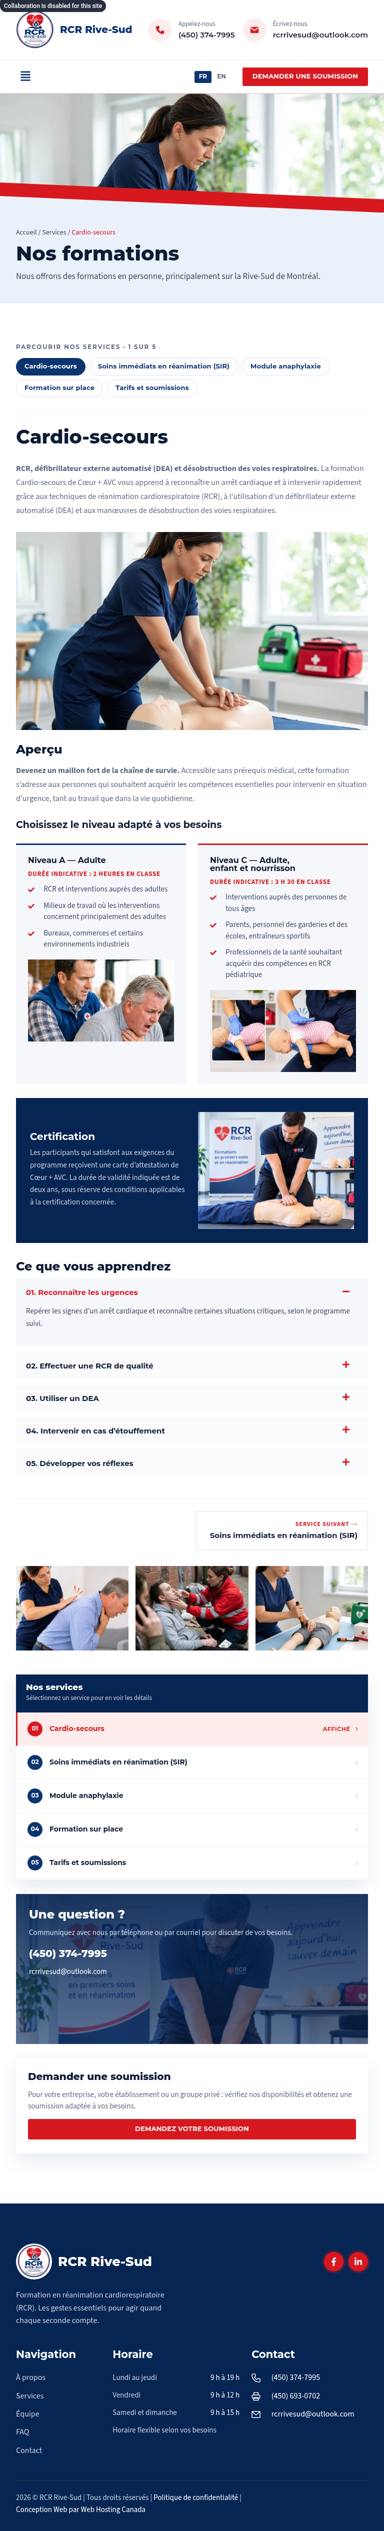 Collaboration is disabled for this site
RCR Rive-Sud
Appelez-nous
(450) 374-7995
Écrivez-nous
rcrrivesud@outlook.com
FR EN
DEMANDER UNE SOUMISSION
Accueil / Services / Cardio-secours
Nos formations
Nous offrons des formations en personne, principalement sur la Rive-Sud de Montréal.
PARCOURIR NOS SERVICES · 1 SUR 5
Cardio-secours
Soins immédiats en réanimation (SIR)
Module anaphylaxie
Formation sur place
Tarifs et soumissions
Cardio-secours
RCR, défibrillateur externe automatisé (DEA) et désobstruction des voies respiratoires. La formation
Cardio-secours de Cœur + AVC vous apprend à reconnaître un arrêt cardiaque et à intervenir rapidement
grâce aux techniques de réanimation cardiorespiratoire (RCR), à l'utilisation d'un défibrillateur externe
automatisé (DEA) et aux manœuvres de désobstruction des voies respiratoires.
Aperçu
Devenez un maillon fort de la chaîne de survie. Accessible sans prérequis médical, cette formation
s'adresse aux personnes qui souhaitent acquérir les compétences essentielles pour intervenir en situation
d'urgence, tant au travail que dans la vie quotidienne.
Choisissez le niveau adapté à vos besoins
Niveau A — Adulte
DURÉE INDICATIVE : 2 HEURES EN CLASSE
RCR et interventions auprès des adultes
Milieux de travail où les interventions
concernent principalement des adultes
Bureaux, commerces et certains
environnements industriels
Niveau C — Adulte,
enfant et nourrisson
DURÉE INDICATIVE : 3 H 30 EN CLASSE
Interventions auprès des personnes de
tous âges
Parents, personnel des garderies et des
écoles, entraîneurs sportifs
Professionnels de la santé souhaitant
acquérir des compétences en RCR
pédiatrique
Certification
Les participants qui satisfont aux exigences du
programme reçoivent une carte d'attestation de
Cœur + AVC. La durée de validité indiquée est de
deux ans, sous réserve des conditions applicables
à la certification concernée.
RCR
Rive-Sud
Formations
en premiers soins
et en réanimation
Apprendre
aujourd'hui
sauver demain
Ce que vous apprendrez
01. Reconnaître les urgences
Repérer les signes d'un arrêt cardiaque et reconnaître certaines situations critiques, selon le programme
suivi.
02. Effectuer une RCR de qualité
03. Utiliser un DEA
04. Intervenir en cas d'étouffement
05. Développer vos réflexes
SERVICE SUIVANT →
Soins immédiats en réanimation (SIR)
Nos services
Sélectionnez un service pour en voir les détails
01 Cardio-secours AFFICHÉ ›
02 Soins immédiats en réanimation (SIR) ›
03 Module anaphylaxie ›
04 Formation sur place ›
05 Tarifs et soumissions ›
Une question ?
Communiquez avec nous par téléphone ou par courriel pour discuter de vos besoins.
(450) 374-7995
rcrrivesud@outlook.com
Demander une soumission
Pour votre entreprise, votre établissement ou un groupe privé : vérifiez nos disponibilités et obtenez une
soumission adaptée à vos besoins.
DEMANDEZ VOTRE SOUMISSION
RCR Rive-Sud
Formation en réanimation cardiorespiratoire
(RCR). Les gestes essentiels pour agir quand
chaque seconde compte.
Navigation
À propos
Services
Équipe
FAQ
Contact
Horaire
Lundi au jeudi 9 h à 19 h
Vendredi 9 h à 12 h
Samedi et dimanche 9 h à 15 h
Horaire flexible selon vos besoins
Contact
(450) 374-7995
(450) 693-0702
rcrrivesud@outlook.com
2026 © RCR Rive-Sud | Tous droits réservés | Politique de confidentialité |
Conception Web par Web Hosting Canada